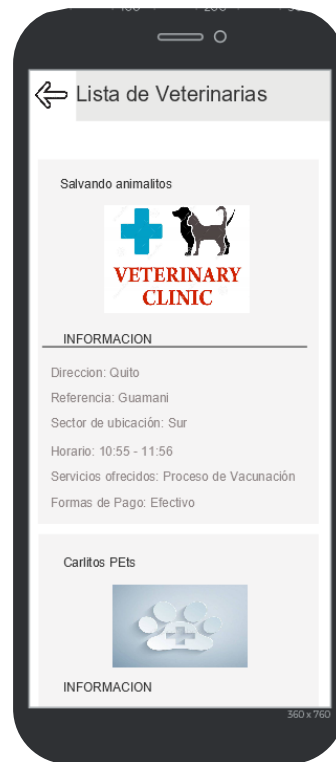 Lista de Veterinarias
Salvando animalitos
VETERINARY
CLINIC
INFORMACION
Direccion: Quito
Referencia: Guamani
Sector de ubicación: Sur
Horario: 10:55 - 11:56
Servicios ofrecidos: Proceso de Vacunación
Formas de Pago: Efectivo
Carlitos PEts
INFORMACION
360 x 760